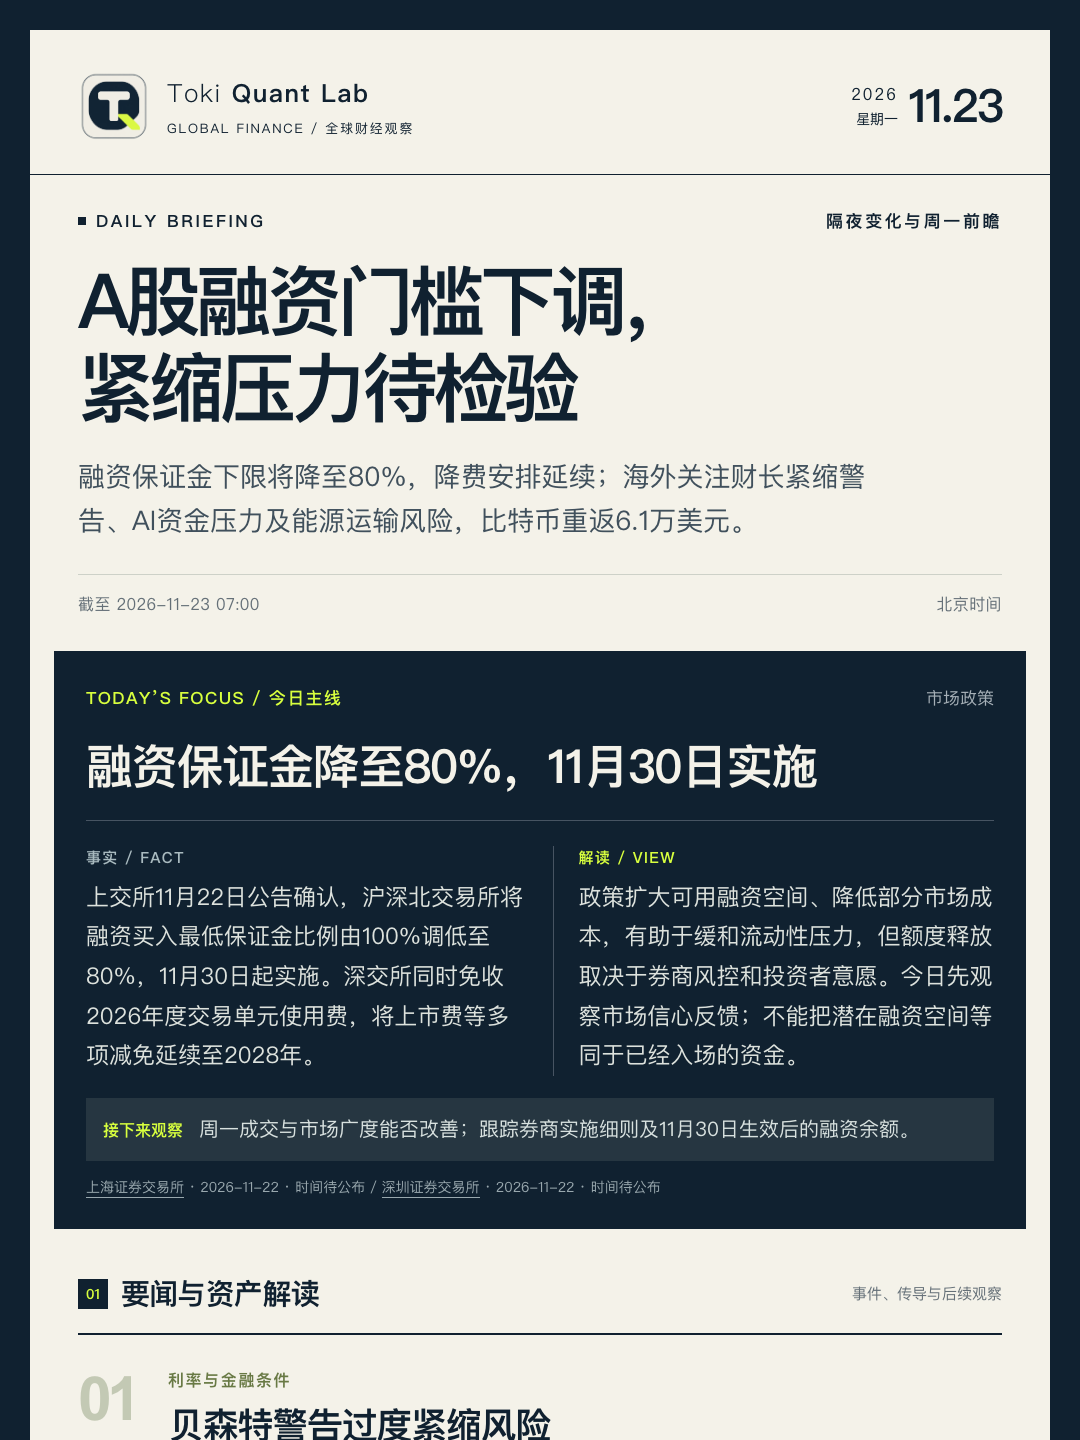 Toki Quant Lab
GLOBAL FINANCE / 全球财经观察
2026
星期一
11.23
DAILY BRIEFING
隔夜变化与周一前瞻
A股融资门槛下调，
紧缩压力待检验
融资保证金下限将降至80%，降费安排延续；海外关注财长紧缩警
告、AI资金压力及能源运输风险，比特币重返6.1万美元。
截至 2026-11-23 07:00
北京时间
TODAY'S FOCUS / 今日主线
市场政策
融资保证金降至80%，11月30日实施
事实 / FACT
上交所11月22日公告确认，沪深北交易所将
融资买入最低保证金比例由100%调低至
80%，11月30日起实施。深交所同时免收
2026年度交易单元使用费，将上市费等多
项减免延续至2028年。
解读 / VIEW
政策扩大可用融资空间、降低部分市场成
本，有助于缓和流动性压力，但额度释放
取决于券商风控和投资者意愿。今日先观
察市场信心反馈；不能把潜在融资空间等
同于已经入场的资金。
接下来观察 周一成交与市场广度能否改善；跟踪券商实施细则及11月30日生效后的融资余额。
上海证券交易所 · 2026-11-22 · 时间待公布 / 深圳证券交易所 · 2026-11-22 · 时间待公布
01 要闻与资产解读
事件、传导与后续观察
01
利率与金融条件
贝森特警告过度紧缩风险